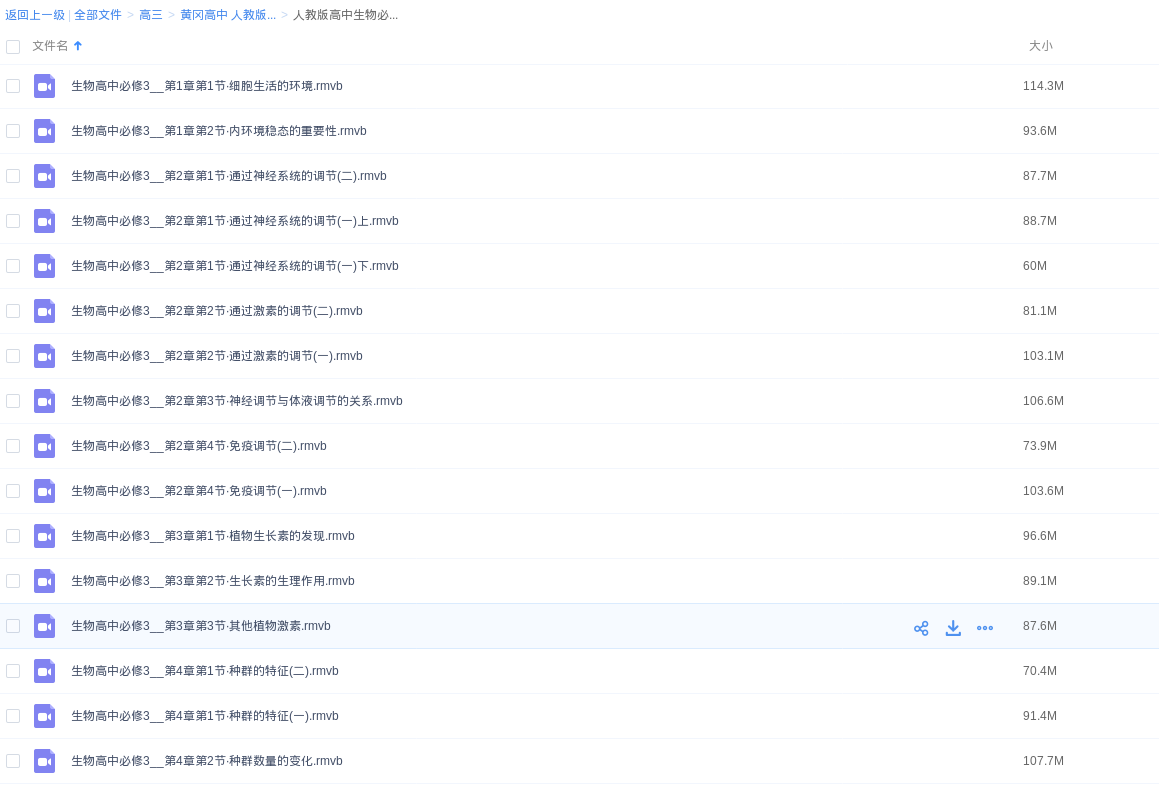 返回上一级 | 全部文件 > 高三 > 黄冈高中 人教版... > 人教版高中生物必...
文件名 大小
生物高中必修3__第1章第1节·细胞生活的环境.rmvb 114.3M
生物高中必修3__第1章第2节·内环境稳态的重要性.rmvb 93.6M
生物高中必修3__第2章第1节·通过神经系统的调节(二).rmvb 87.7M
生物高中必修3__第2章第1节·通过神经系统的调节(一)上.rmvb 88.7M
生物高中必修3__第2章第1节·通过神经系统的调节(一)下.rmvb 60M
生物高中必修3__第2章第2节·通过激素的调节(二).rmvb 81.1M
生物高中必修3__第2章第2节·通过激素的调节(一).rmvb 103.1M
生物高中必修3__第2章第3节·神经调节与体液调节的关系.rmvb 106.6M
生物高中必修3__第2章第4节·免疫调节(二).rmvb 73.9M
生物高中必修3__第2章第4节·免疫调节(一).rmvb 103.6M
生物高中必修3__第3章第1节·植物生长素的发现.rmvb 96.6M
生物高中必修3__第3章第2节·生长素的生理作用.rmvb 89.1M
生物高中必修3__第3章第3节·其他植物激素.rmvb 87.6M
生物高中必修3__第4章第1节·种群的特征(二).rmvb 70.4M
生物高中必修3__第4章第1节·种群的特征(一).rmvb 91.4M
生物高中必修3__第4章第2节·种群数量的变化.rmvb 107.7M